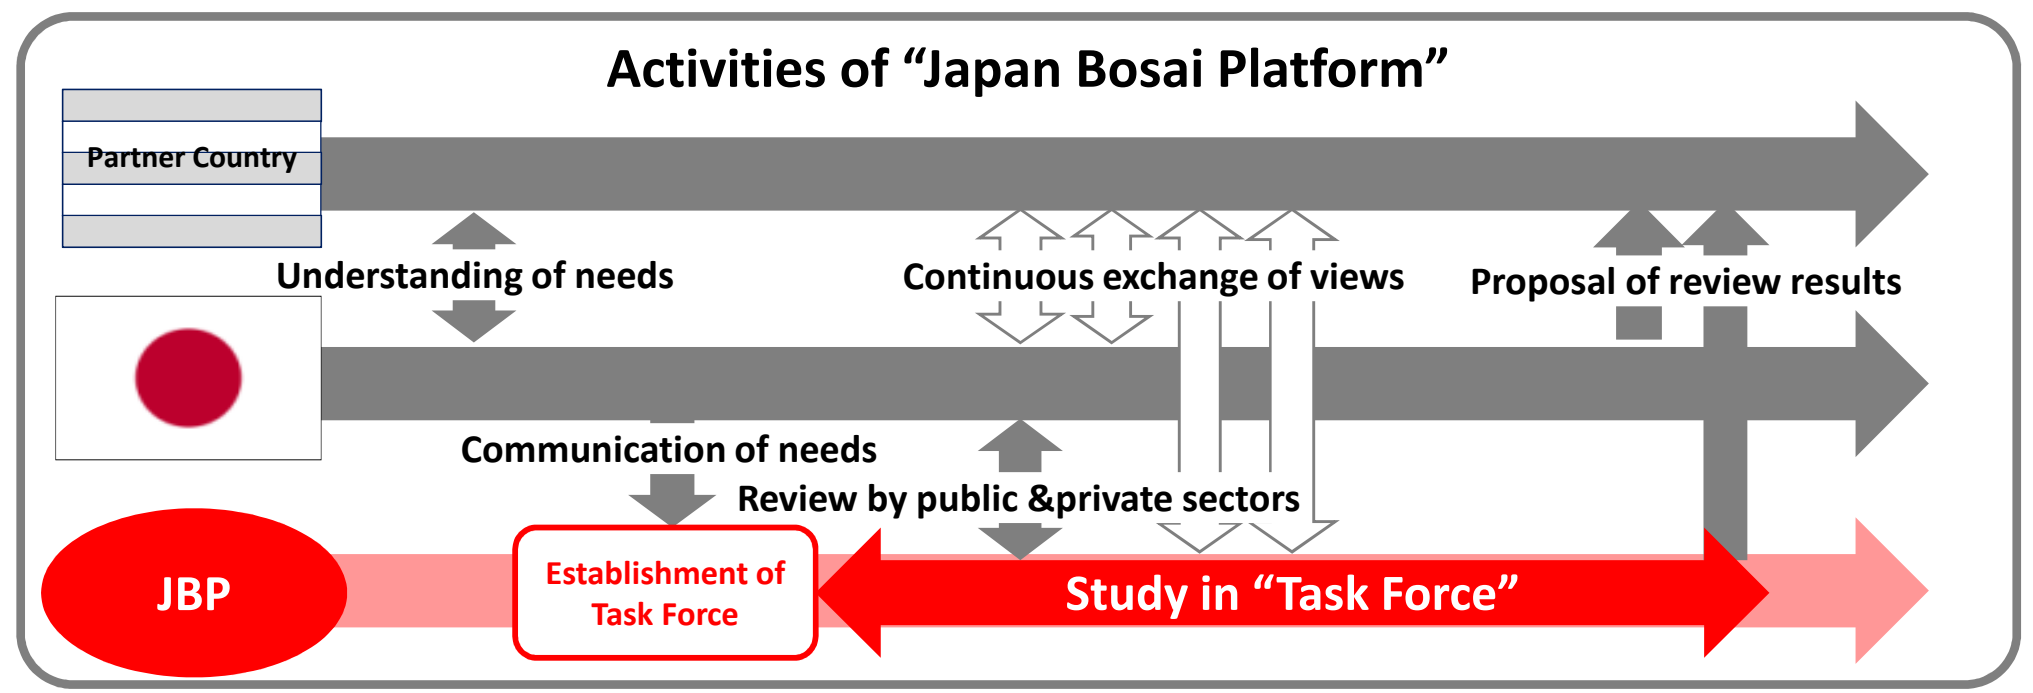 Activities of “Japan Bosai Platform”
Partner Country
Understanding of needs
Continuous exchange of views
Proposal of review results
Communication of needs
Review by public &private sectors
JBP
Establishment of
Task Force
Study in “Task Force”